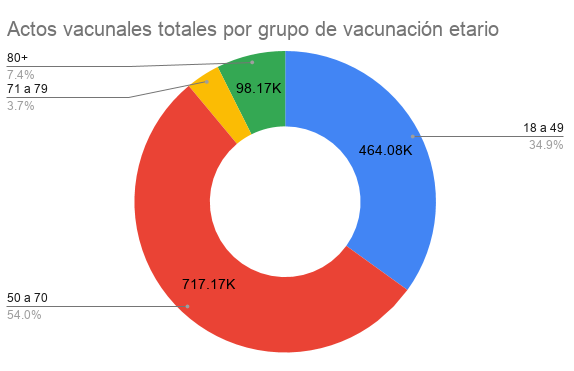 Actos vacunales totales por grupo de vacunación etario
80+
7.4%
71 a 79
3.7%
98.17K
18 a 49
34.9%
464.08K
717.17K
50 a 70
54.0%